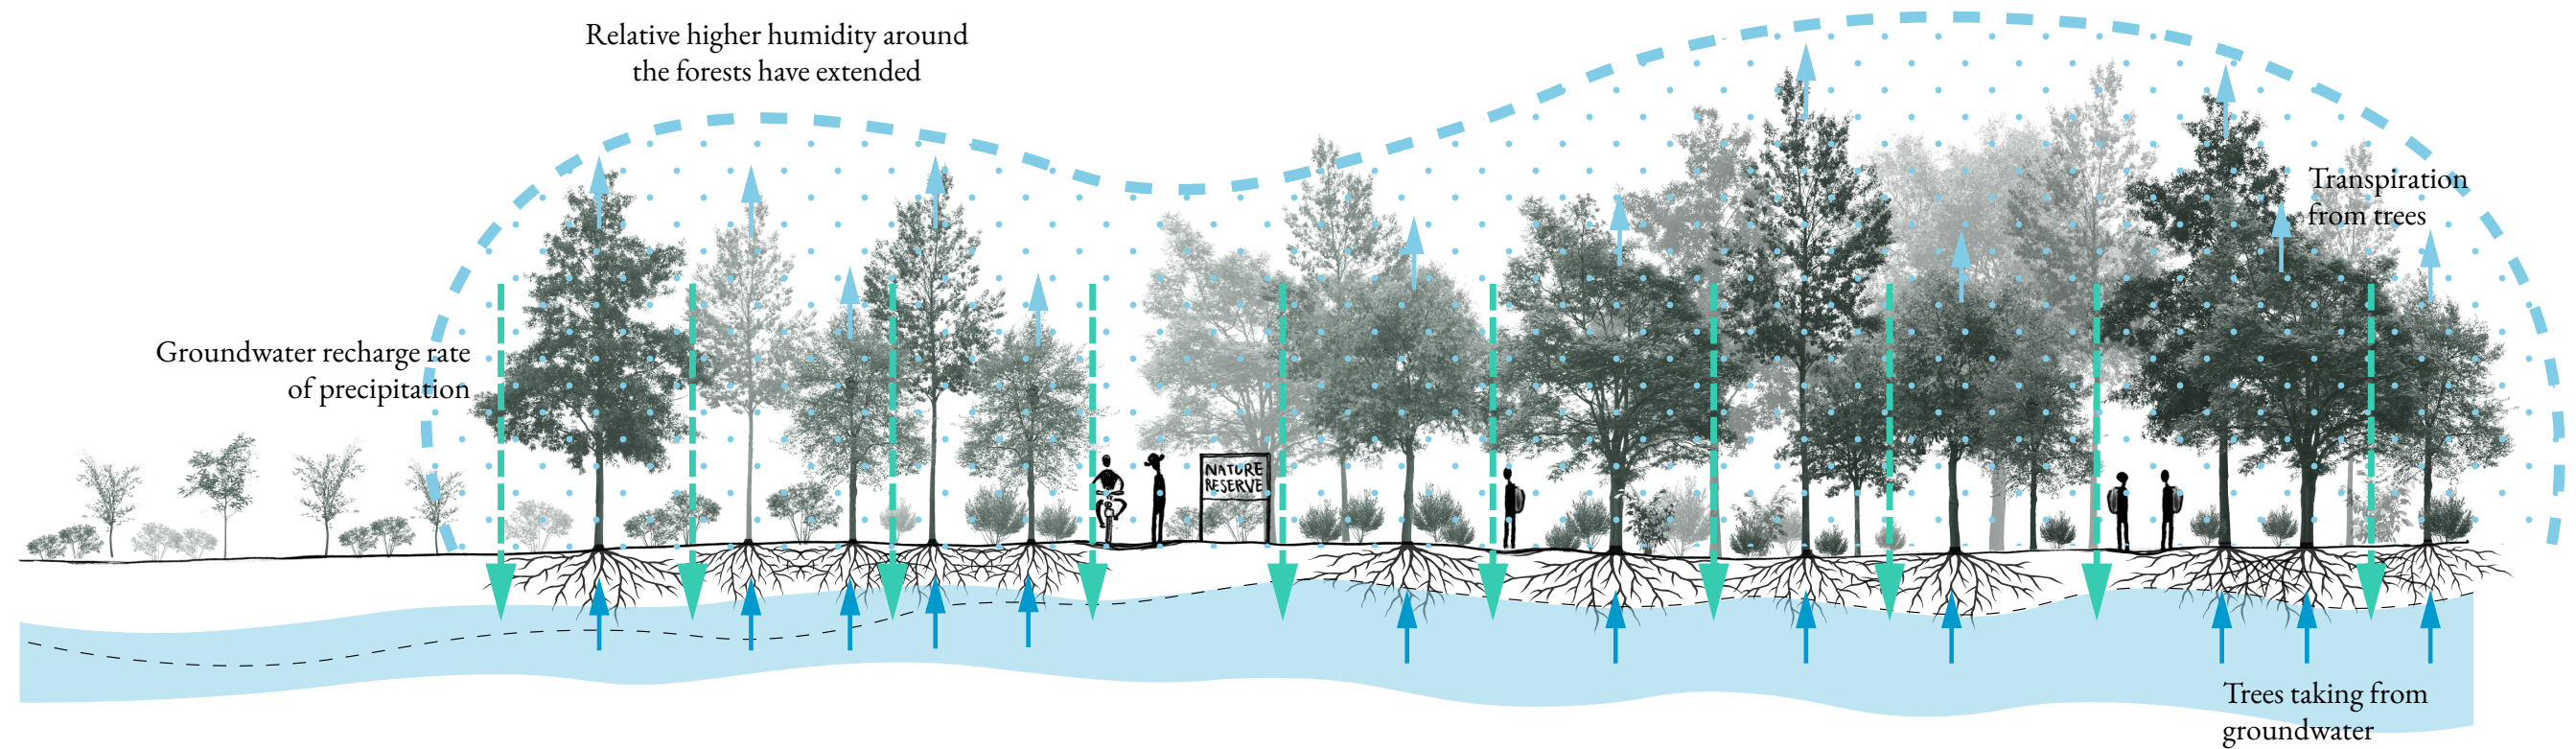 Relative higher humidity around
the forests have extended
Transpiration
from trees
Groundwater recharge rate
of precipitation
NATURE
RESERVE
Trees taking from
groundwater